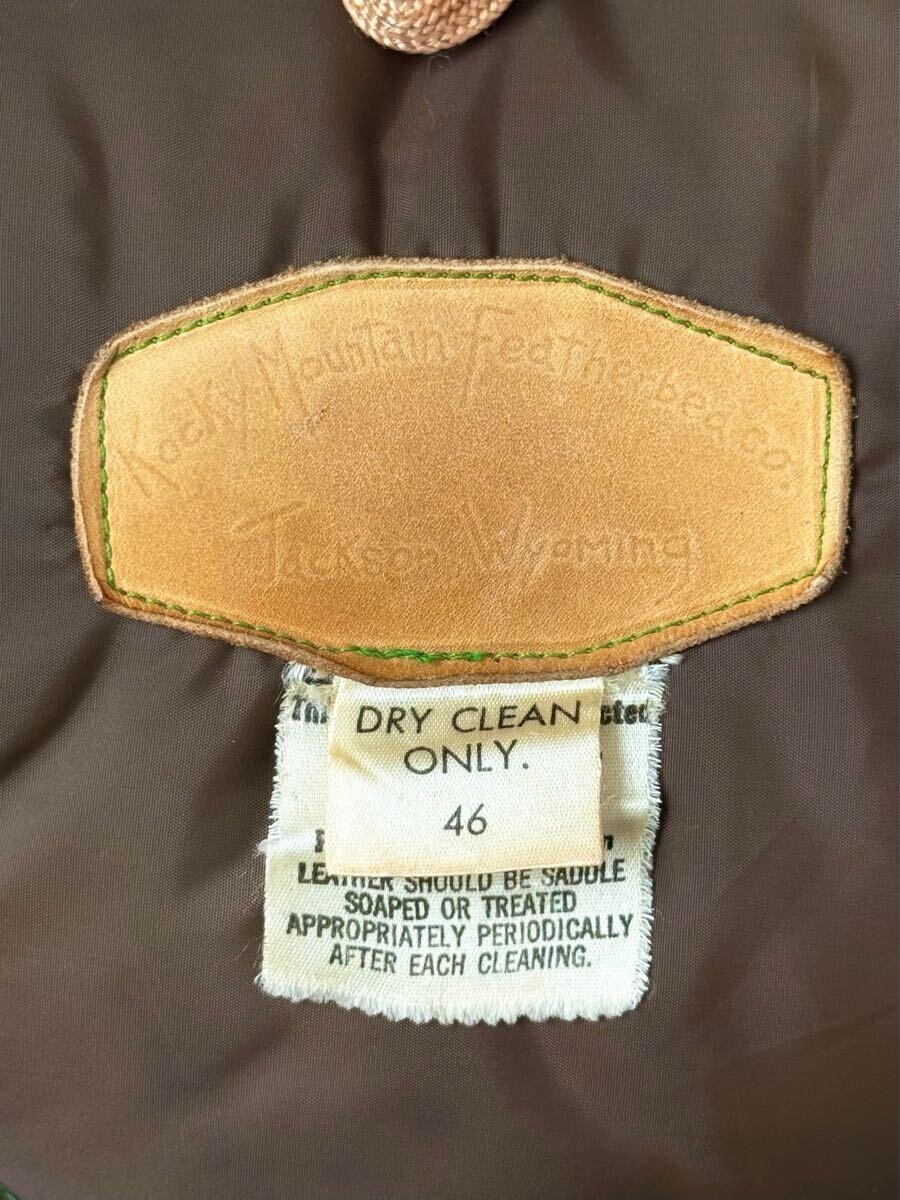 Rocky Mountain Featherbed Co.
Jackson Wyoming
DRY CLEAN
ONLY.
46
LEATHER SHOULD BE SADDLE
SOAPED OR TREATED
APPROPRIATELY PERIODICALLY
AFTER EACH CLEANING.